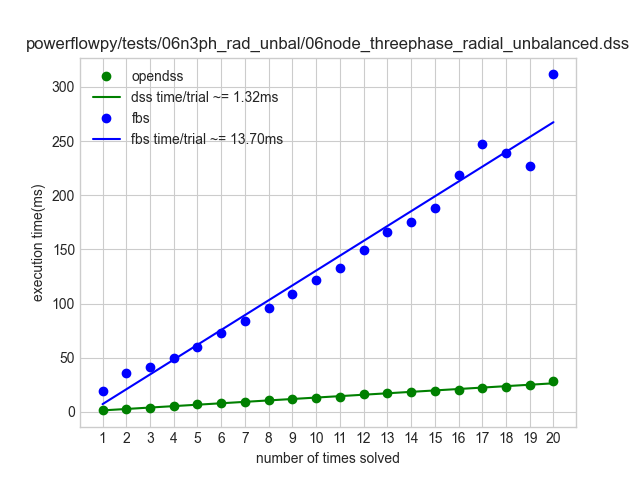 powerflowpy/tests/06n3ph_rad_unbal/06node_threephase_radial_unbalanced.dss
opendss
dss time/trial ~= 1.32ms
fbs
fbs time/trial ~= 13.70ms
execution time(ms)
300
250
200
150
100
50
0
1 2 3 4 5 6 7 8 9 10 11 12 13 14 15 16 17 18 19 20
number of times solved